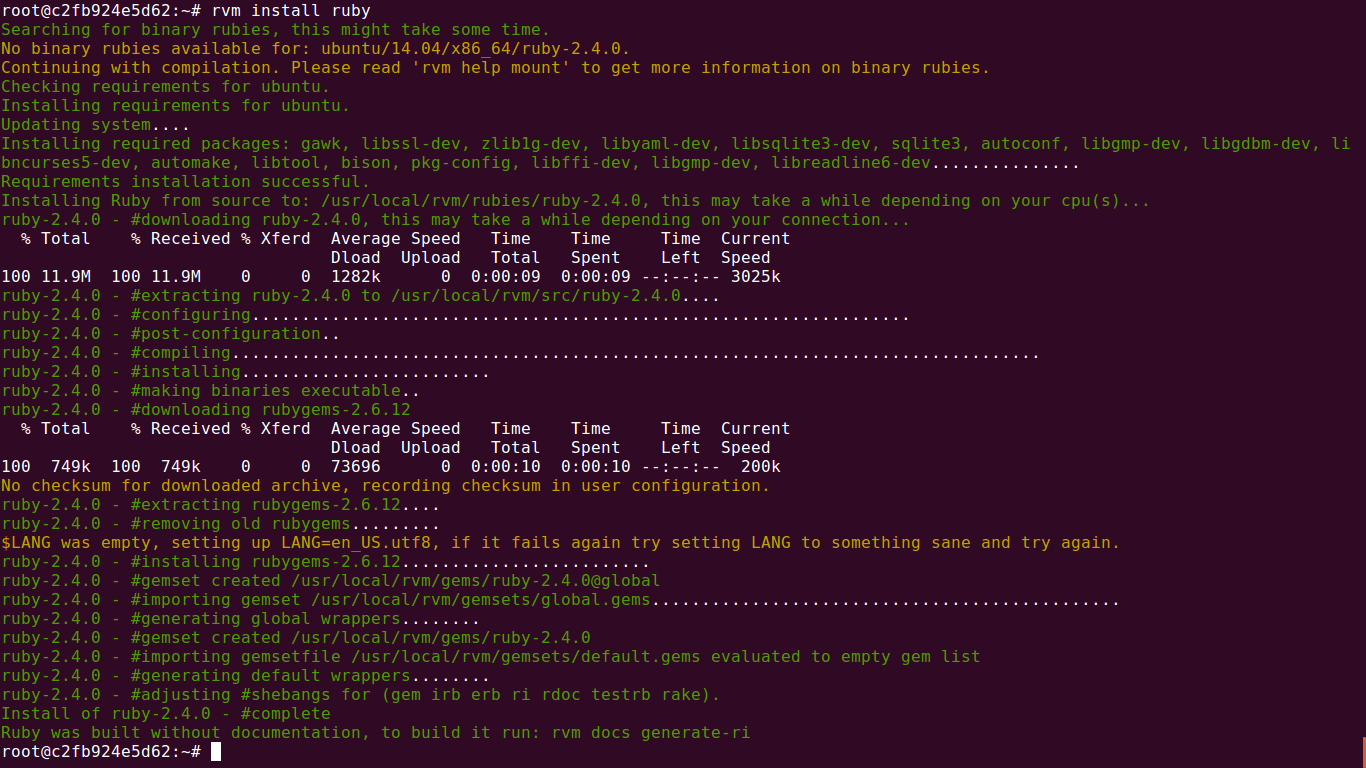 root@c2fb924e5d62:~# rvm install ruby
Searching for binary rubies, this might take some time.
No binary rubies available for: ubuntu/14.04/x86_64/ruby-2.4.0.
Continuing with compilation. Please read 'rvm help mount' to get more information on binary rubies.
Checking requirements for ubuntu.
Installing requirements for ubuntu.
Updating system....
Installing required packages: gawk, libssl-dev, zlib1g-dev, libyaml-dev, libsqlite3-dev, sqlite3, autoconf, libgmp-dev, libgdbm-dev, li
bncurses5-dev, automake, libtool, bison, pkg-config, libffi-dev, libgmp-dev, libreadline6-dev...............
Requirements installation successful.
Installing Ruby from source to: /usr/local/rvm/rubies/ruby-2.4.0, this may take a while depending on your cpu(s)...
ruby-2.4.0 - #downloading ruby-2.4.0, this may take a while depending on your connection...
  % Total    % Received % Xferd  Average Speed   Time    Time     Time  Current
                                 Dload  Upload   Total   Spent    Left  Speed
100 11.9M  100 11.9M    0     0  1282k      0  0:00:09  0:00:09 --:--:-- 3025k
ruby-2.4.0 - #extracting ruby-2.4.0 to /usr/local/rvm/src/ruby-2.4.0....
ruby-2.4.0 - #configuring..................................................................
ruby-2.4.0 - #post-configuration..
ruby-2.4.0 - #compiling.................................................................................
ruby-2.4.0 - #installing.........................
ruby-2.4.0 - #making binaries executable..
ruby-2.4.0 - #downloading rubygems-2.6.12
  % Total    % Received % Xferd  Average Speed   Time    Time     Time  Current
                                 Dload  Upload   Total   Spent    Left  Speed
100  749k  100  749k    0     0  73696      0  0:00:10  0:00:10 --:--:--  200k
No checksum for downloaded archive, recording checksum in user configuration.
ruby-2.4.0 - #extracting rubygems-2.6.12....
ruby-2.4.0 - #removing old rubygems.........
$LANG was empty, setting up LANG=en_US.utf8, if it fails again try setting LANG to something sane and try again.
ruby-2.4.0 - #installing rubygems-2.6.12.........................
ruby-2.4.0 - #gemset created /usr/local/rvm/gems/ruby-2.4.0@global
ruby-2.4.0 - #importing gemset /usr/local/rvm/gemsets/global.gems...............................................
ruby-2.4.0 - #generating global wrappers........
ruby-2.4.0 - #gemset created /usr/local/rvm/gems/ruby-2.4.0
ruby-2.4.0 - #importing gemsetfile /usr/local/rvm/gemsets/default.gems evaluated to empty gem list
ruby-2.4.0 - #generating default wrappers........
ruby-2.4.0 - #adjusting #shebangs for (gem irb erb ri rdoc testrb rake).
Install of ruby-2.4.0 - #complete
Ruby was built without documentation, to build it run: rvm docs generate-ri
root@c2fb924e5d62:~#